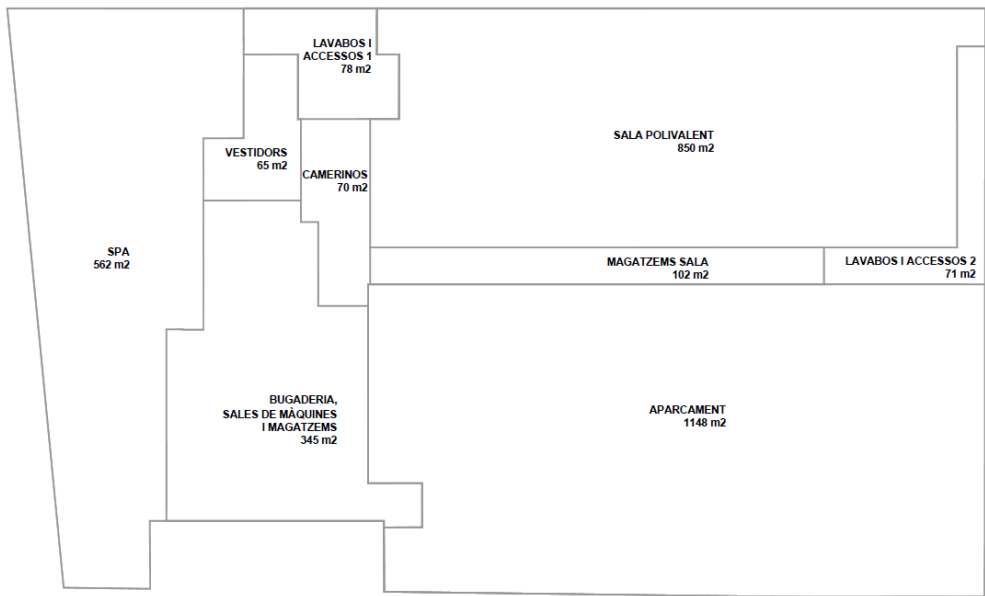 LAVABOS I
ACCESSOS 1
78 m2
SALA POLIVALENT
850 m2
VESTIDORS
65 m2
CAMERINOS
70 m2
SPA
562 m2
MAGATZEMS SALA
102 m2
LAVABOS I ACCESSOS 2
71 m2
BUGADERIA,
SALES DE MÀQUINES
I MAGATZEMS
345 m2
APARCAMENT
1148 m2